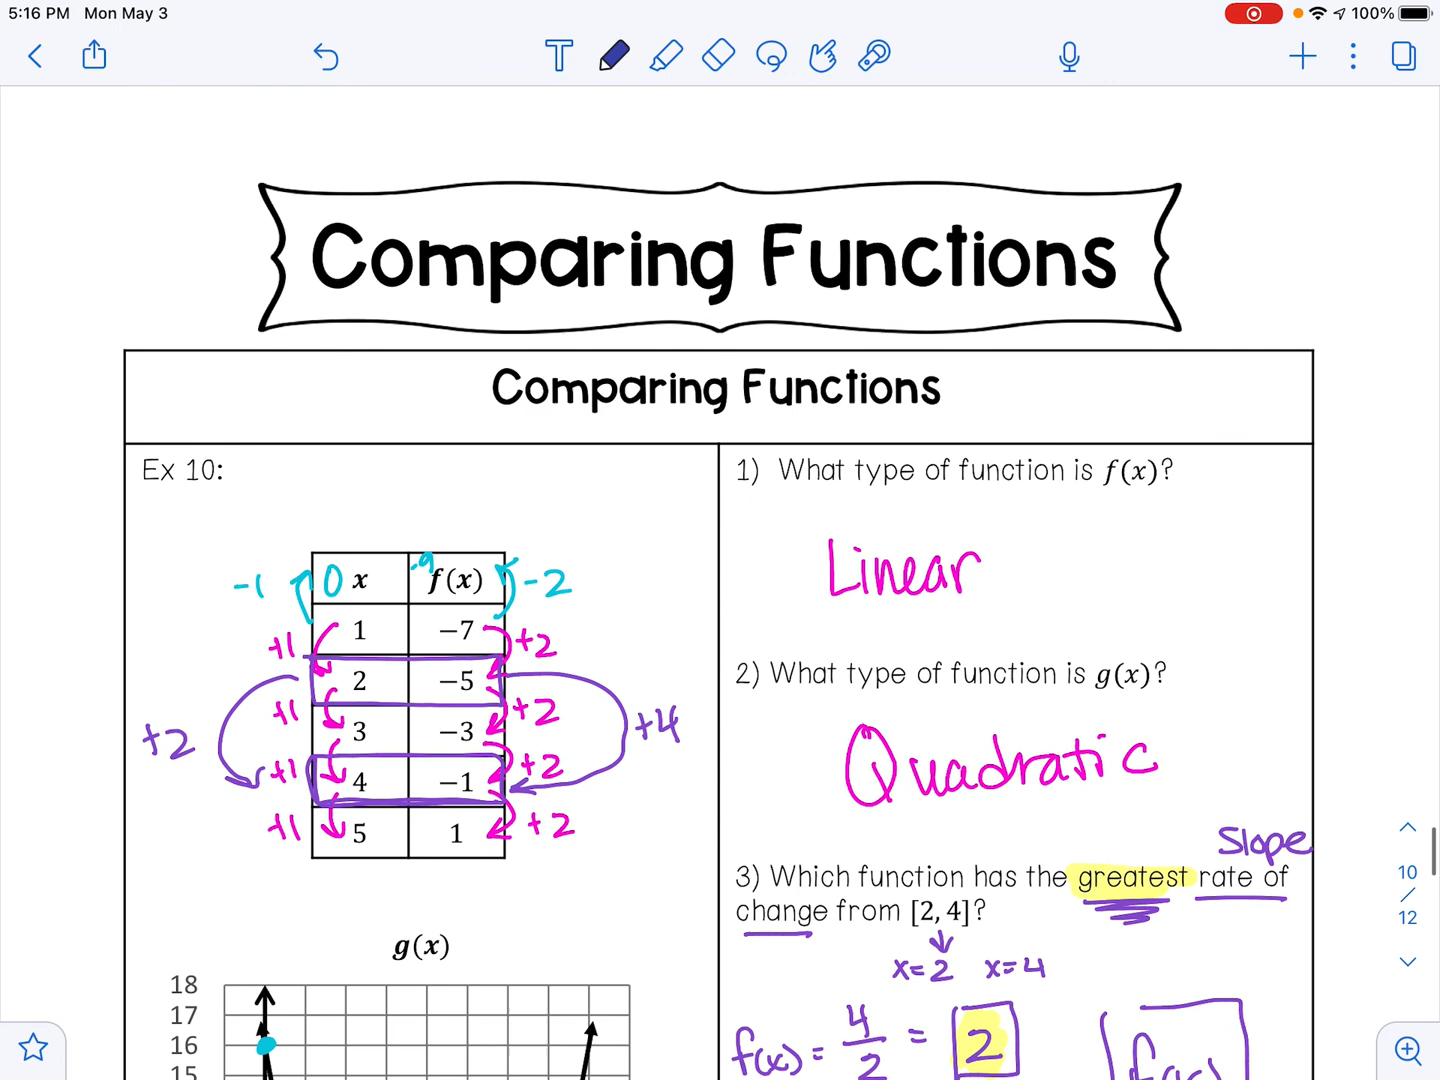 5:16 PM Mon May 3
100%
T
Comparing Functions
Comparing Functions
Ex 10:
1) What type of function is f(x)?
Linear
-1 0 x -9 f(x) -2
1 −7
+1 +2
2 −5
+1 +2
3 −3
+2 +4
+1 +2
4 −1
+1 +2
5 1
2) What type of function is g(x)?
Quadratic
Slope
3) Which function has the greatest rate of
change from [2, 4]?
x=2 x=4
f(x) = 4/2 = 2
f(x)
g(x)
18
17
16
15
10
/
12